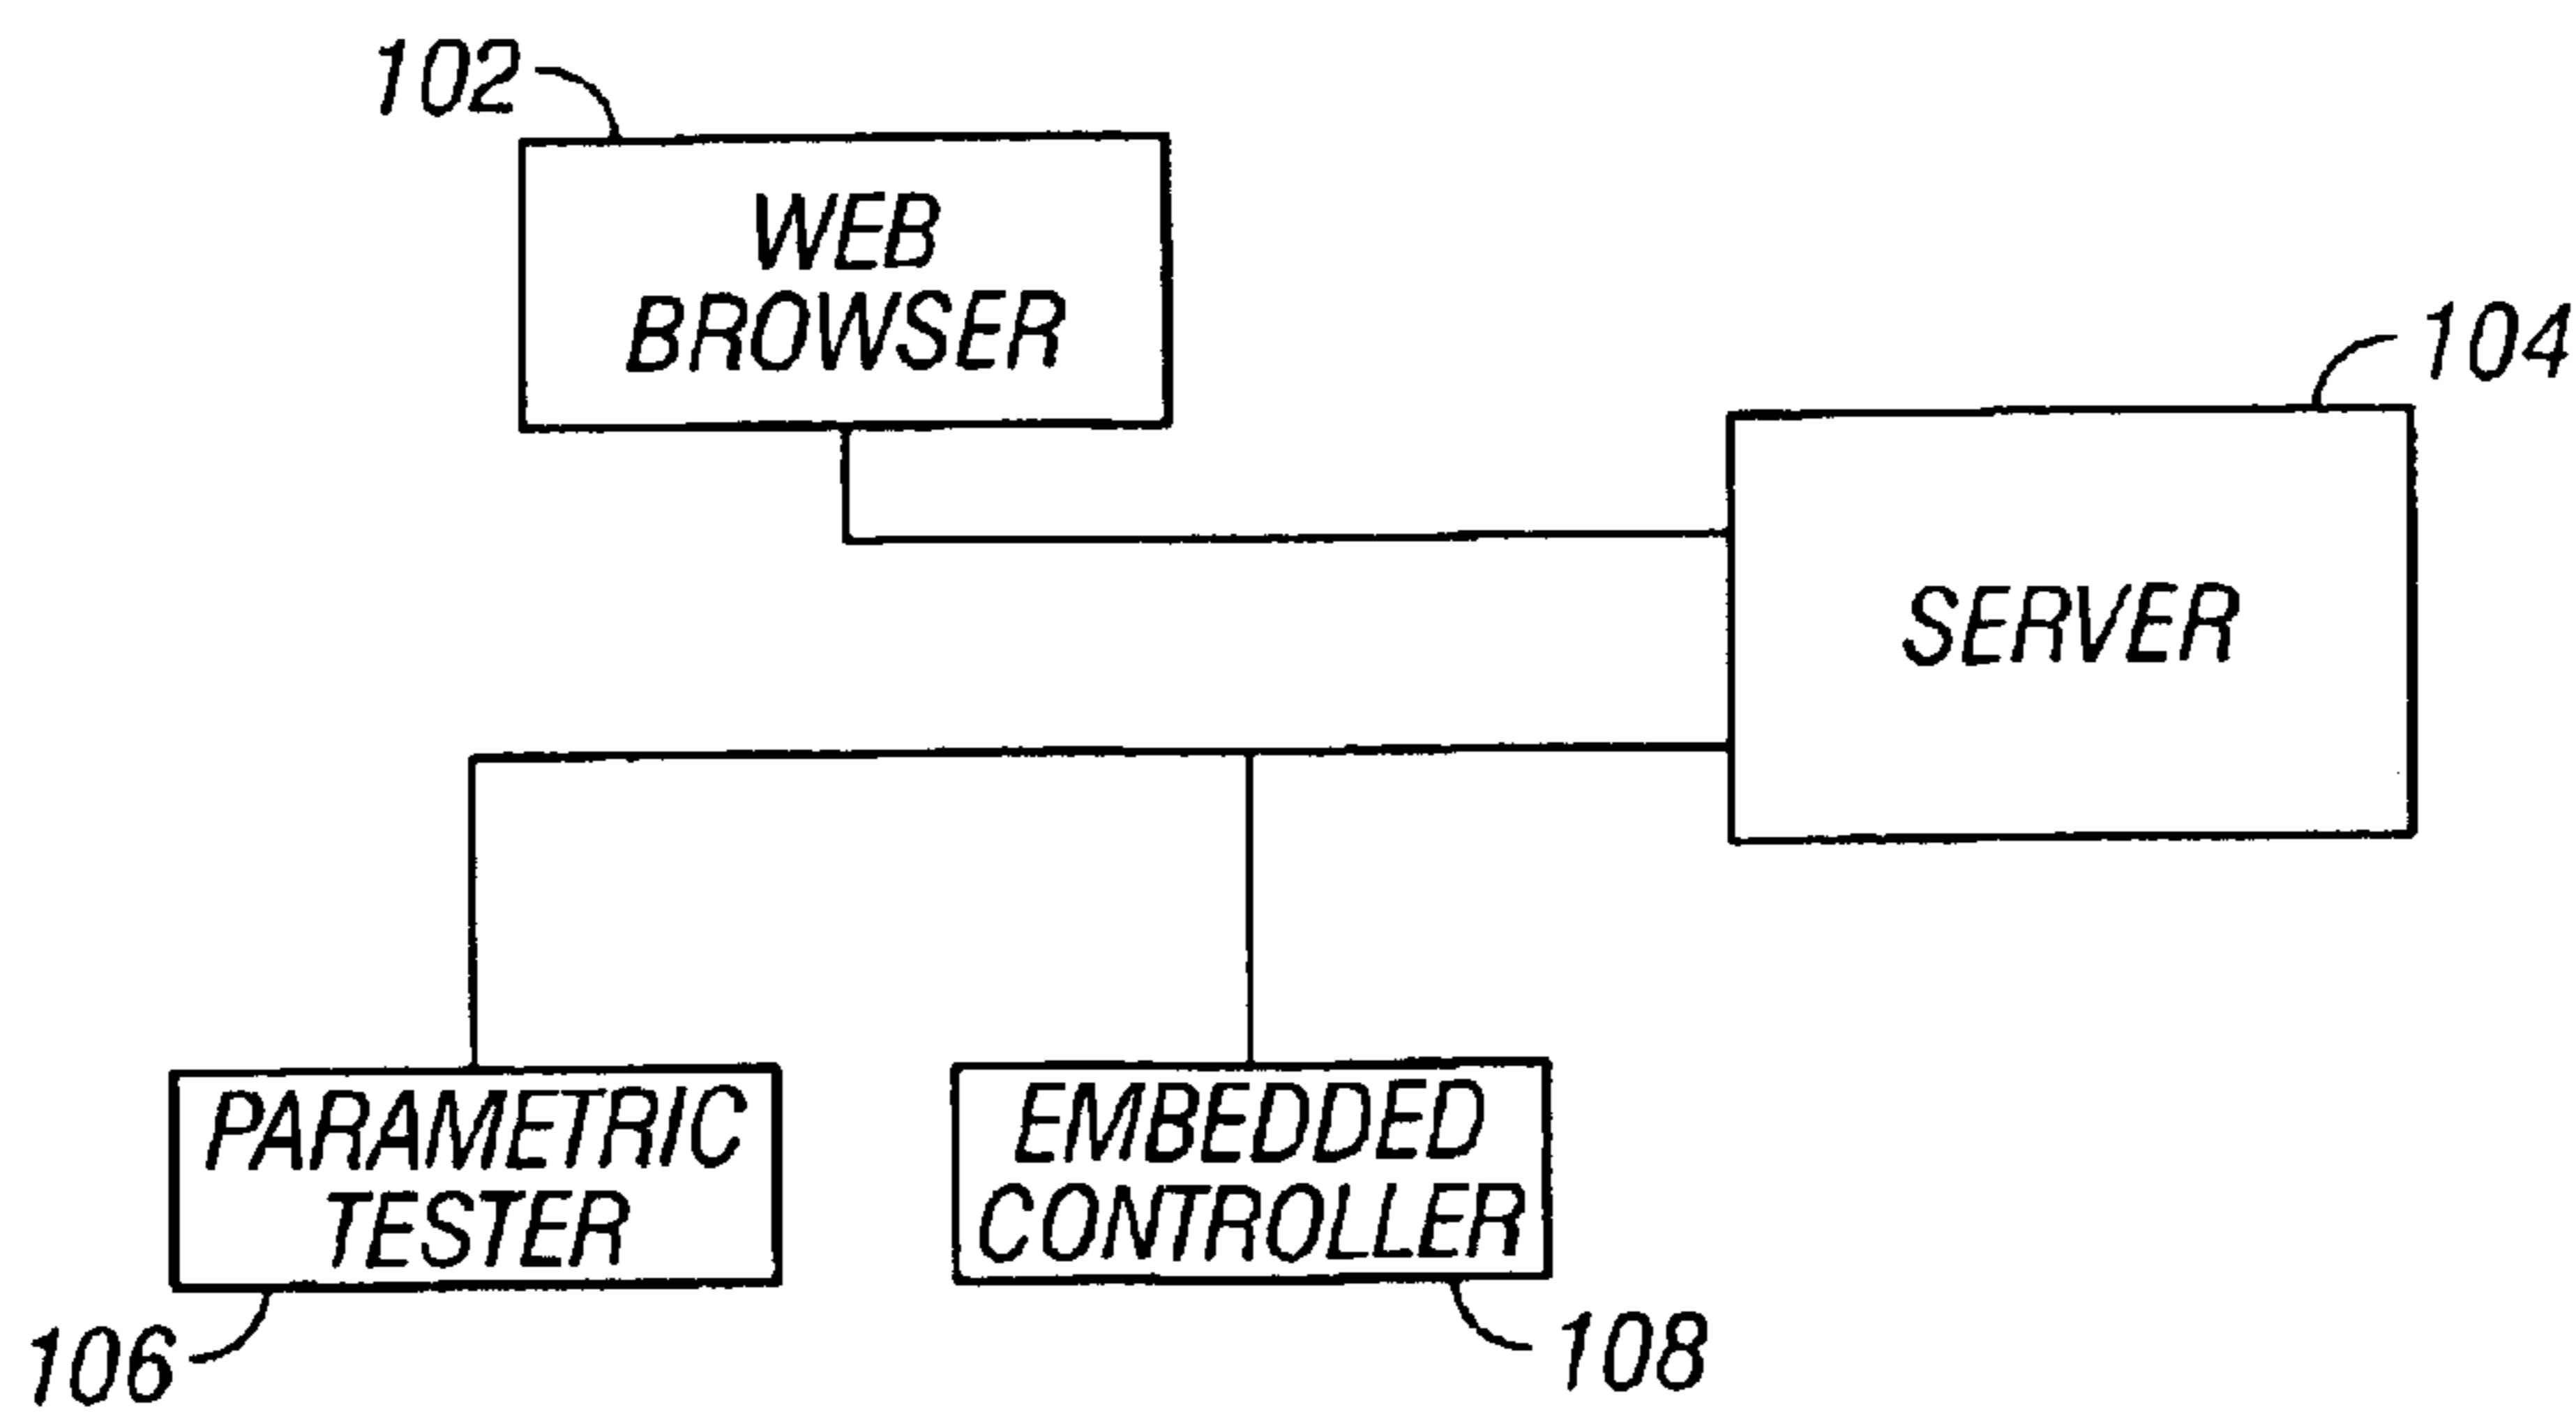 102
WEB
BROWSER
104
SERVER
PARAMETRIC
TESTER
106
EMBEDDED
CONTROLLER
108